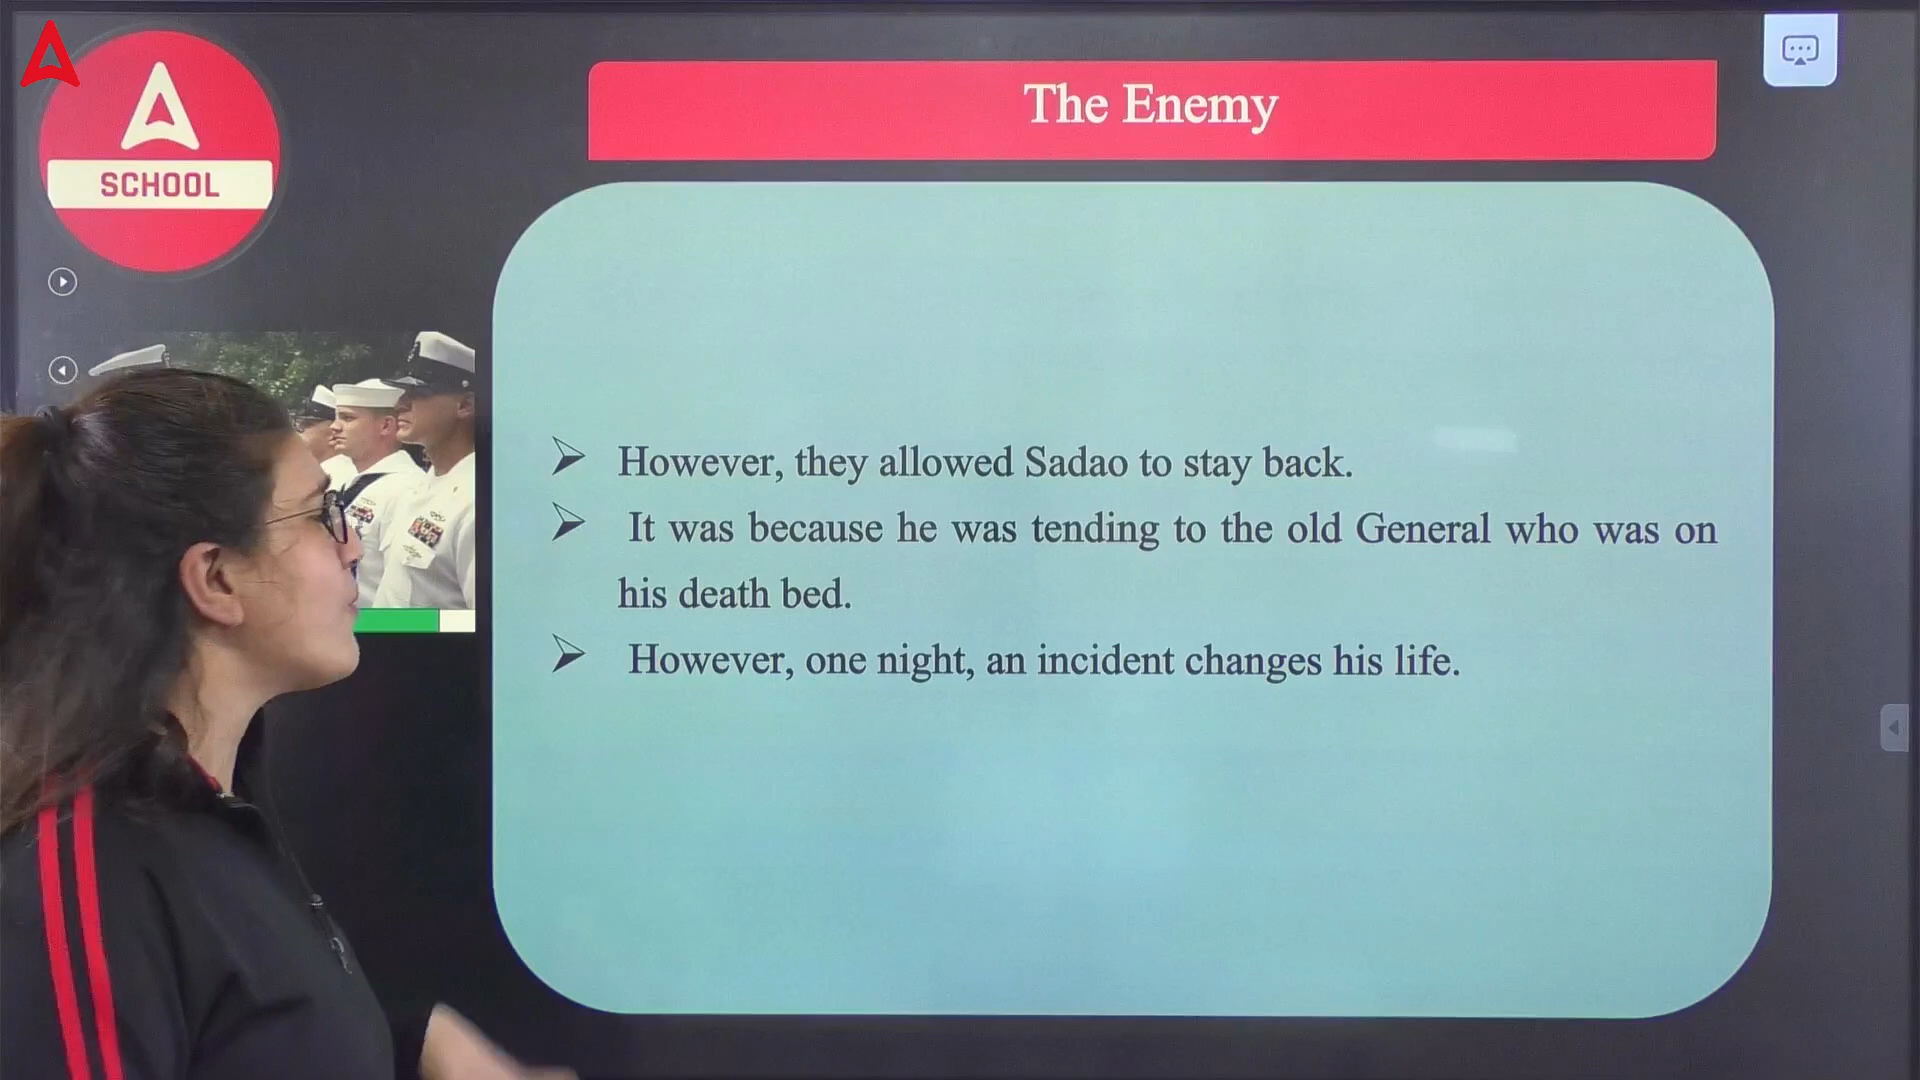 SCHOOL
The Enemy
However, they allowed Sadao to stay back.
It was because he was tending to the old General who was on
his death bed.
However, one night, an incident changes his life.